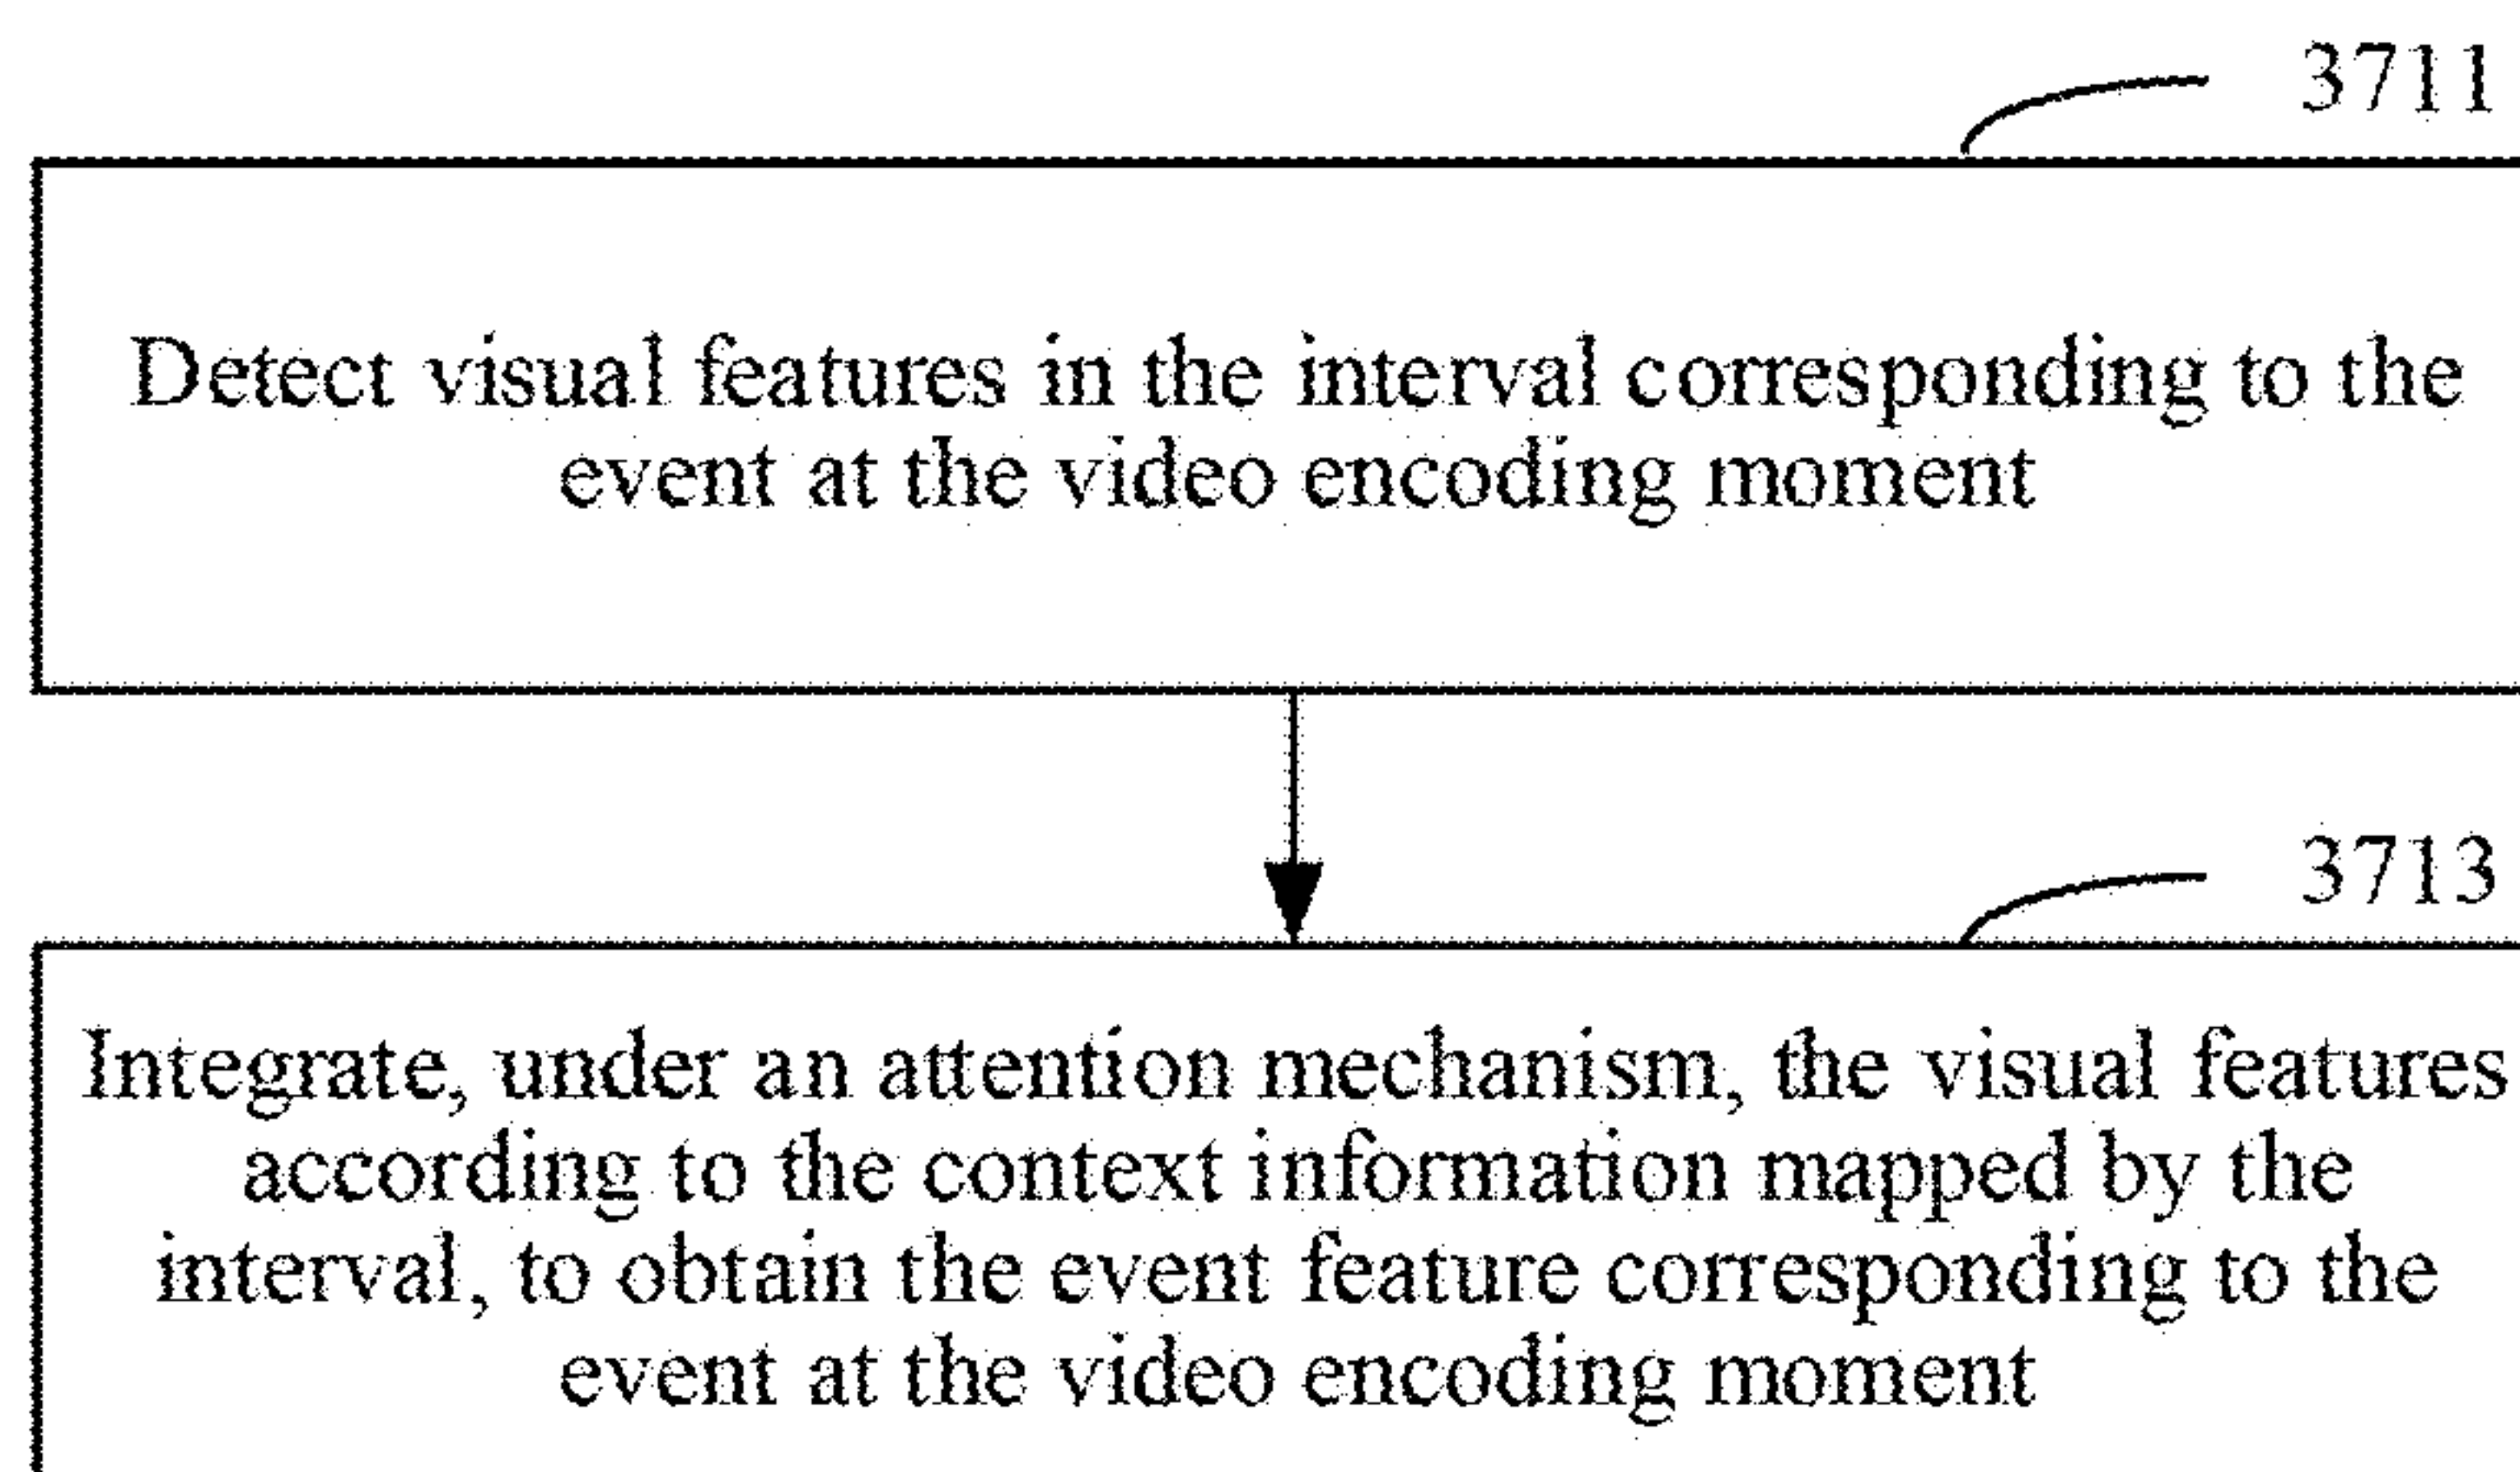 3711
Detect visual features in the interval corresponding to the
event at the video encoding moment
3713
Integrate, under an attention mechanism, the visual features
according to the context information mapped by the
interval, to obtain the event feature corresponding to the
event at the video encoding moment